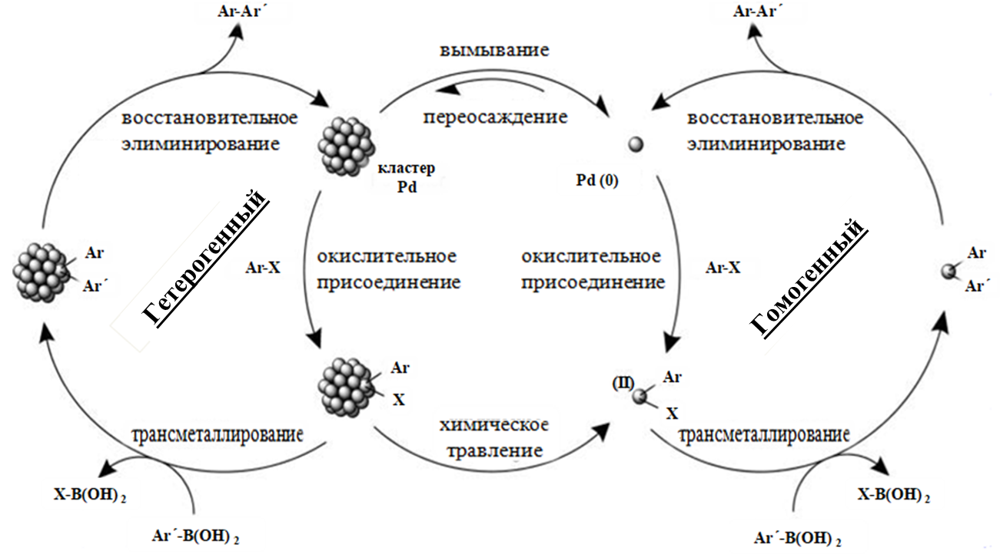 Ar-Ar´
Ar-Ar´
вымывание
восстановительное
элиминирование
переосаждение
восстановительное
элиминирование
кластер
Pd
Pd (0)
Гетерогенный
Гомогенный
Ar
Ar´
Ar-X
окислительное
присоединение
окислительное
присоединение
Ar-X
Ar
Ar´
Ar
X
(II)
Ar
X
трансметаллирование
химическое
травление
трансметаллирование
X-B(OH)2
X-B(OH)2
Ar´-B(OH)2
Ar´-B(OH)2